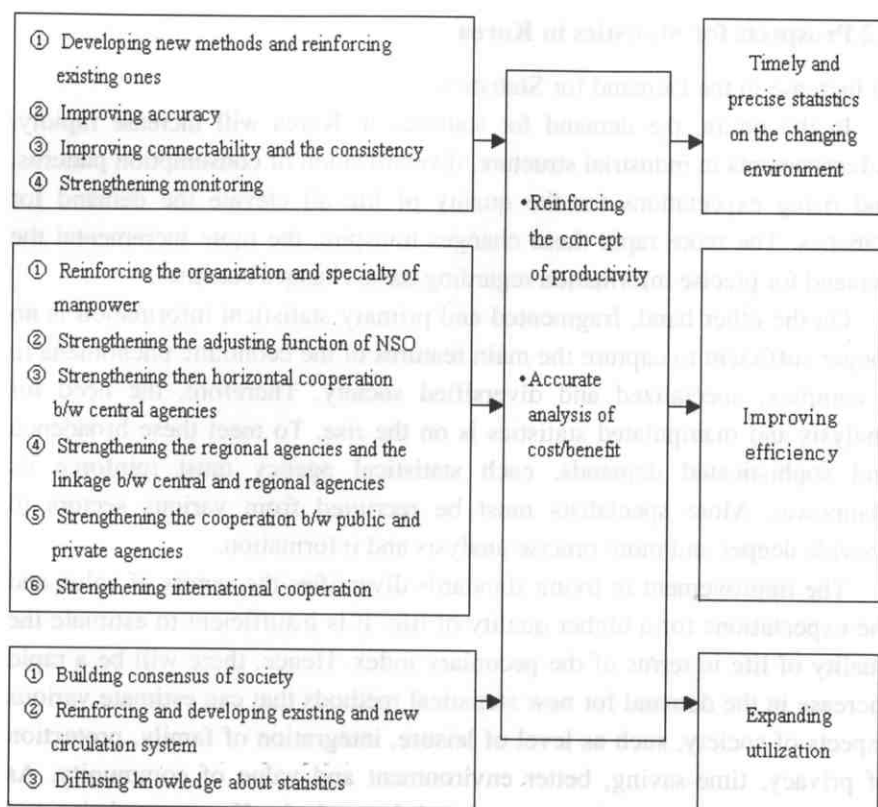 ① Developing new methods and reinforcing
existing ones
② Improving accuracy
③ Improving connectability and the consistency
④ Strengthening monitoring
① Reinforcing the organization and specialty of
manpower
② Strengthening the adjusting function of NSO
③ Strengthening then horizontal cooperation
b/w central agencies
④ Strengthening the regional agencies and the
linkage b/w central and regional agencies
⑤ Strengthening the cooperation b/w public and
private agencies
⑥ Strengthening international cooperation
① Building consensus of society
② Reinforcing and developing existing and new
circulation system
③ Diffusing knowledge about statistics
•Reinforcing
the concept
of productivity
•Accurate
analysis of
cost/benefit
Timely and
precise statistics
on the changing
environment
Improving
efficiency
Expanding
utilization